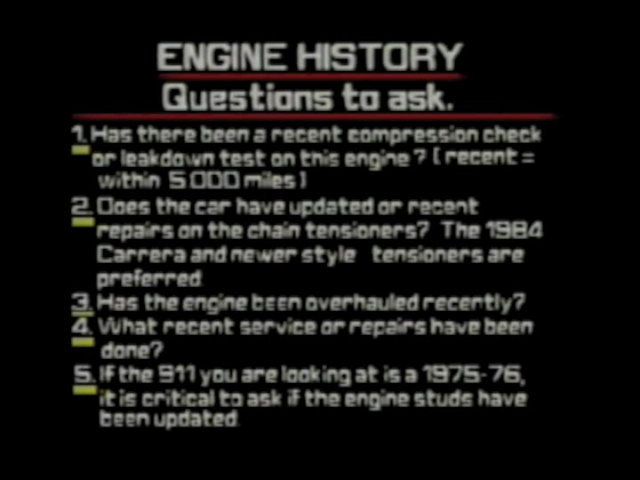 ENGINE HISTORY
Questions to ask.
1. Has there been a recent compression check
or leakdown test on this engine? [recent =
within 5000 miles]
2. Does the car have updated or recent
repairs on the chain tensioners? The 1984
Carrera and newer style tensioners are
preferred.
3. Has the engine been overhauled recently?
4. What recent service or repairs have been
done?
5. If the 911 you are looking at is a 1975-76,
it is critical to ask if the engine studs have
been updated.